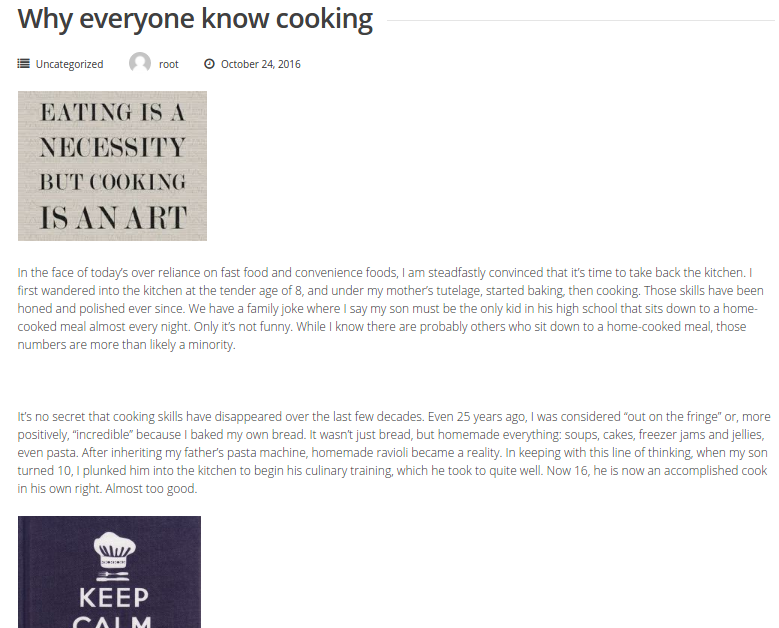 Why everyone know cooking
Uncategorized root October 24, 2016
EATING IS A
NECESSITY
BUT COOKING
IS AN ART
In the face of today's over reliance on fast food and convenience foods, I am steadfastly convinced that it's time to take back the kitchen. I
first wandered into the kitchen at the tender age of 8, and under my mother's tutelage, started baking, then cooking. Those skills have been
honed and polished ever since. We have a family joke where I say my son must be the only kid in his high school that sits down to a home-
cooked meal almost every night. Only it's not funny. While I know there are probably others who sit down to a home-cooked meal, those
numbers are more than likely a minority.
It's no secret that cooking skills have disappeared over the last few decades. Even 25 years ago, I was considered “out on the fringe” or, more
positively, “incredible” because I baked my own bread. It wasn't just bread, but homemade everything: soups, cakes, freezer jams and jellies,
even pasta. After inheriting my father's pasta machine, homemade ravioli became a reality. In keeping with this line of thinking, when my son
turned 10, I plunked him into the kitchen to begin his culinary training, which he took to quite well. Now 16, he is now an accomplished cook
in his own right. Almost too good.
KEEP
CALM